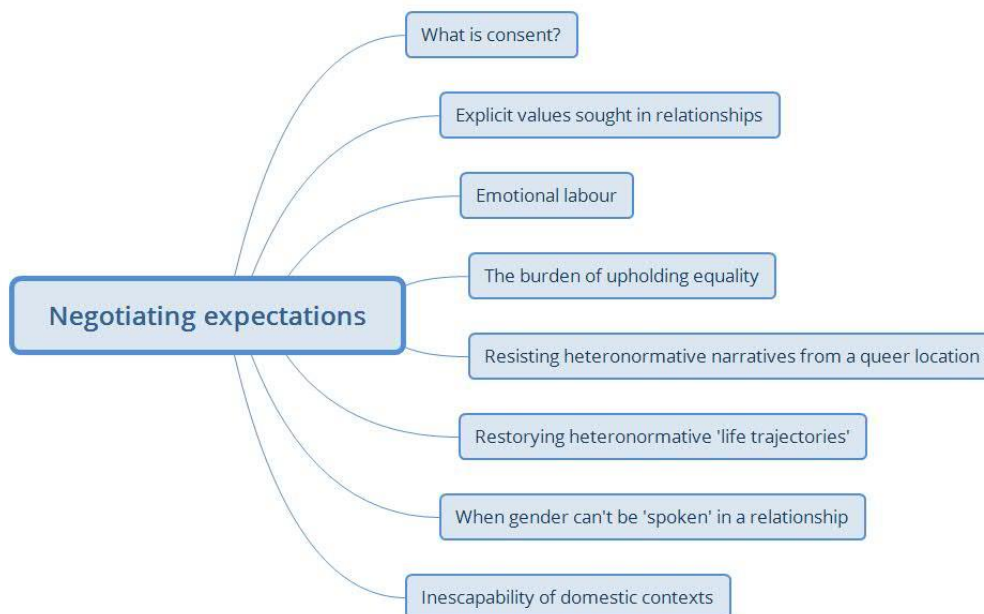 What is consent?
Explicit values sought in relationships
Emotional labour
The burden of upholding equality
Negotiating expectations
Resisting heteronormative narratives from a queer location
Restorying heteronormative 'life trajectories'
When gender can't be 'spoken' in a relationship
Inescapability of domestic contexts